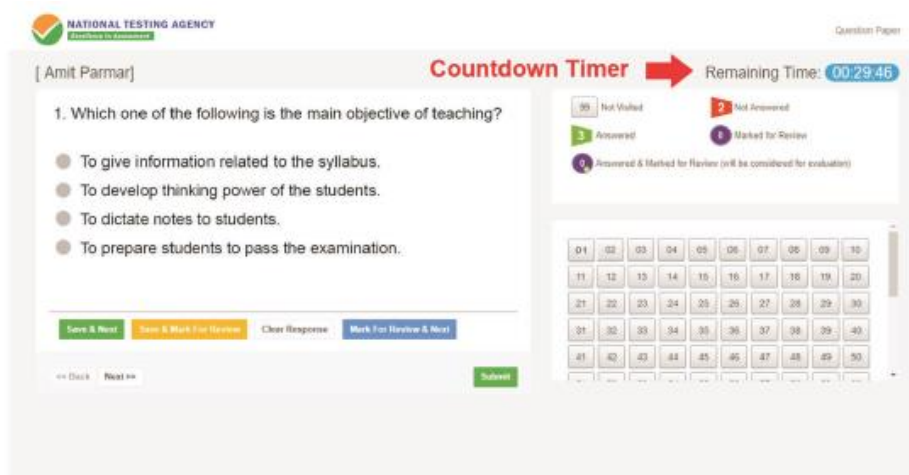 NATIONAL TESTING AGENCY
Excellence in Assessment
Question Paper
[ Amit Parmar]
Countdown Timer
Remaining Time: 00:29:46
1. Which one of the following is the main objective of teaching?
To give information related to the syllabus.
To develop thinking power of the students.
To dictate notes to students.
To prepare students to pass the examination.
Save & Next Save & Mark For Review Clear Response Mark For Review & Next
<< Back Next >> Submit
Not Visited 2 Not Answered
3 Answered Marked for Review
Answered & Marked for Review (will be considered for evaluation)
01 02 03 04 05 06 07 08 09 10
11 12 13 14 15 16 17 18 19 20
21 22 23 24 25 26 27 28 29 30
31 32 33 34 35 36 37 38 39 40
41 42 43 44 45 46 47 48 49 50